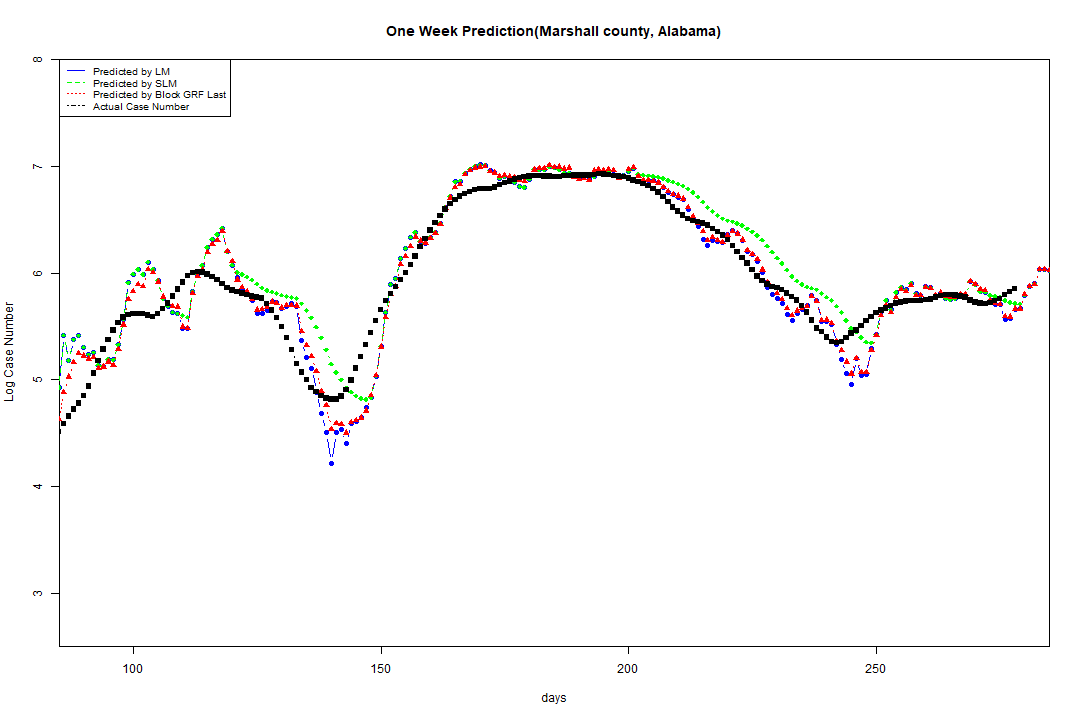 One Week Prediction(Marshall county, Alabama)
Predicted by LM
Predicted by SLM
Predicted by Block GRF Last
Actual Case Number
8
7
6
5
4
3
Log Case Number
100
150
200
250
days